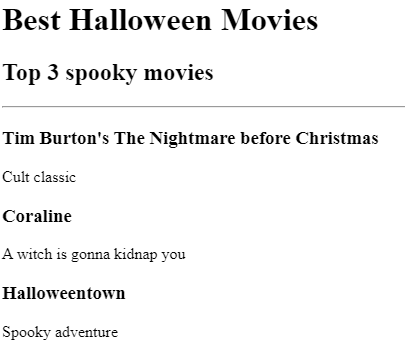 Best Halloween Movies
Top 3 spooky movies
Tim Burton's The Nightmare before Christmas
Cult classic
Coraline
A witch is gonna kidnap you
Halloweentown
Spooky adventure